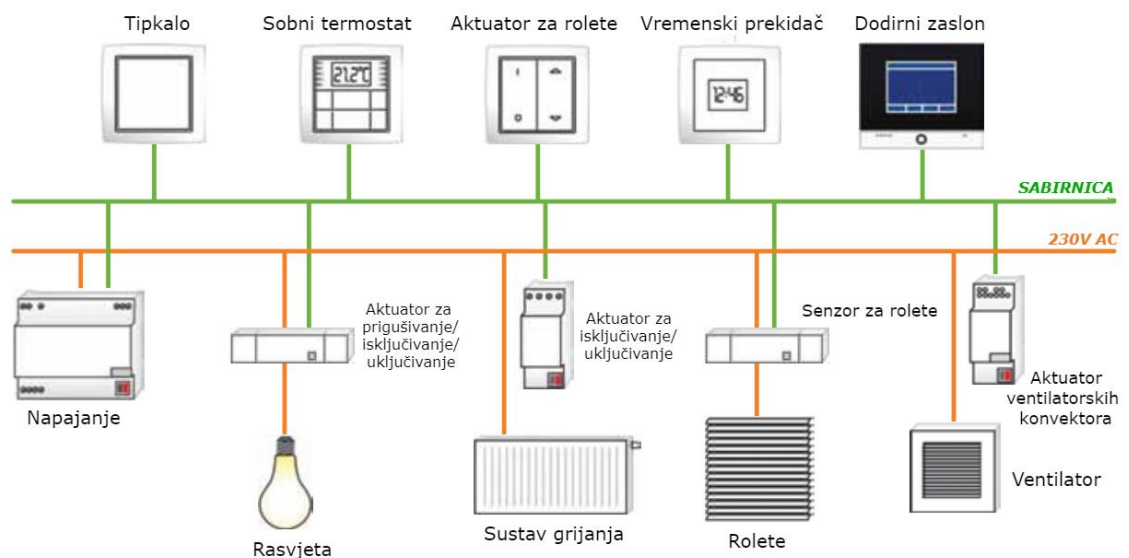 Tipkalo
Sobni termostat
Aktuator za rolete
Vremenski prekidač
Dodirni zaslon
21.2°C
I
O
12:46
SABIRNICA
230V AC
Napajanje
Aktuator za
prigušivanje/
isključivanje/
uključivanje
Aktuator za
isključivanje/
uključivanje
Senzor za rolete
Aktuator
ventilatorskih
konvektora
Rasvjeta
Sustav grijanja
Rolete
Ventilator